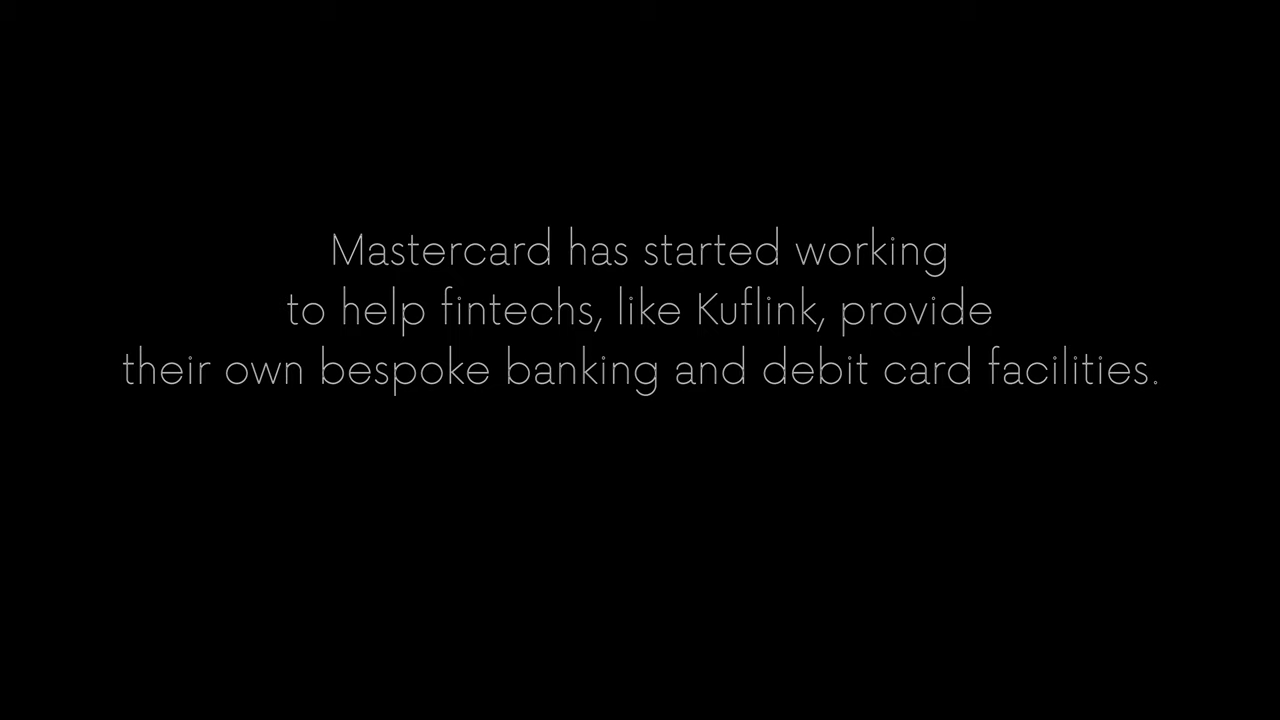 Mastercard has started working
to help fintechs, like Kuflink, provide
their own bespoke banking and debit card facilities.